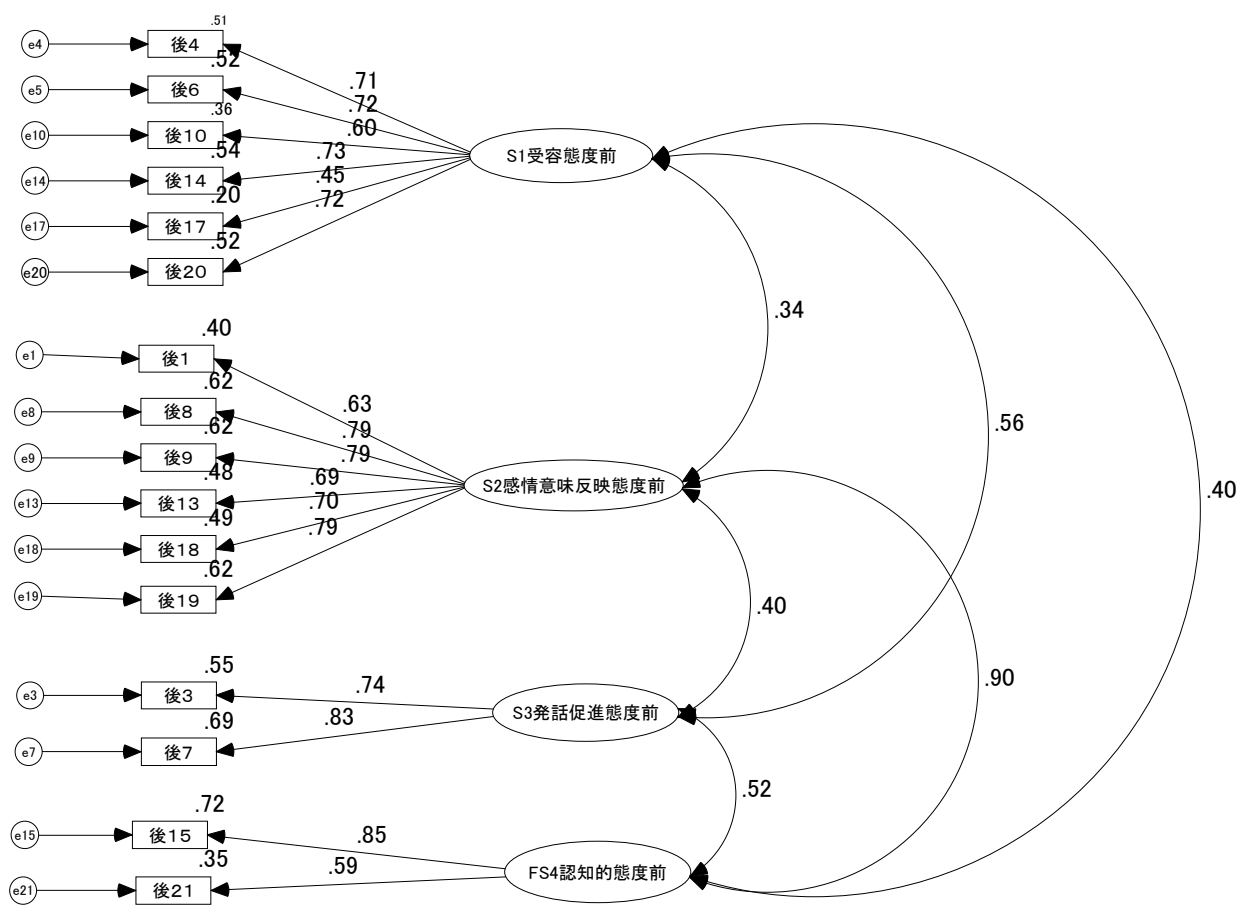 .51
e4
後4
.52
.71
e5
後6
.72
.36
e10
後10
.60
.54
e14
後14
.73
S1受容態度前
.20
e17
後17
.45
.52
e20
後20
.72
.34
.40
e1
後1
.62
.63
e8
後8
.79
.62
e9
後9
.79
.48
e13
後13
.69
S2感情意味反映態度前
.49
e18
後18
.70
.62
e19
後19
.79
.56
.40
.40
.55
e3
後3
.74
.69
e7
後7
.83
S3発話促進態度前
.90
.52
.72
e15
後15
.85
.35
e21
後21
.59
FS4認知的態度前